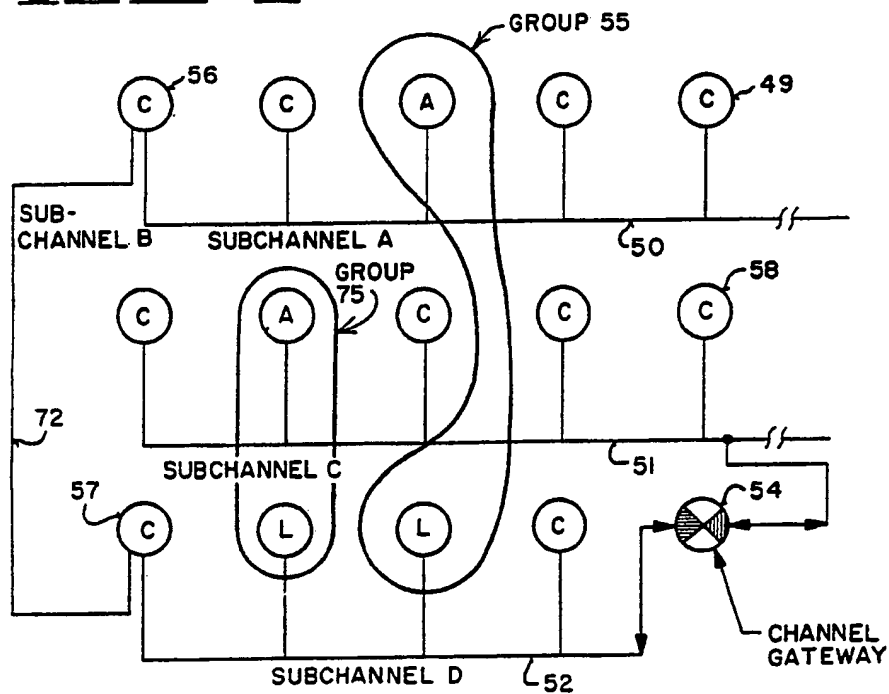 GROUP 55
56
C
C
A
C
C
49
SUB-
CHANNEL B
SUBCHANNEL A
50
GROUP
75
58
C
A
C
C
C
72
SUBCHANNEL C
51
57
54
C
L
L
C
CHANNEL
GATEWAY
SUBCHANNEL D
52